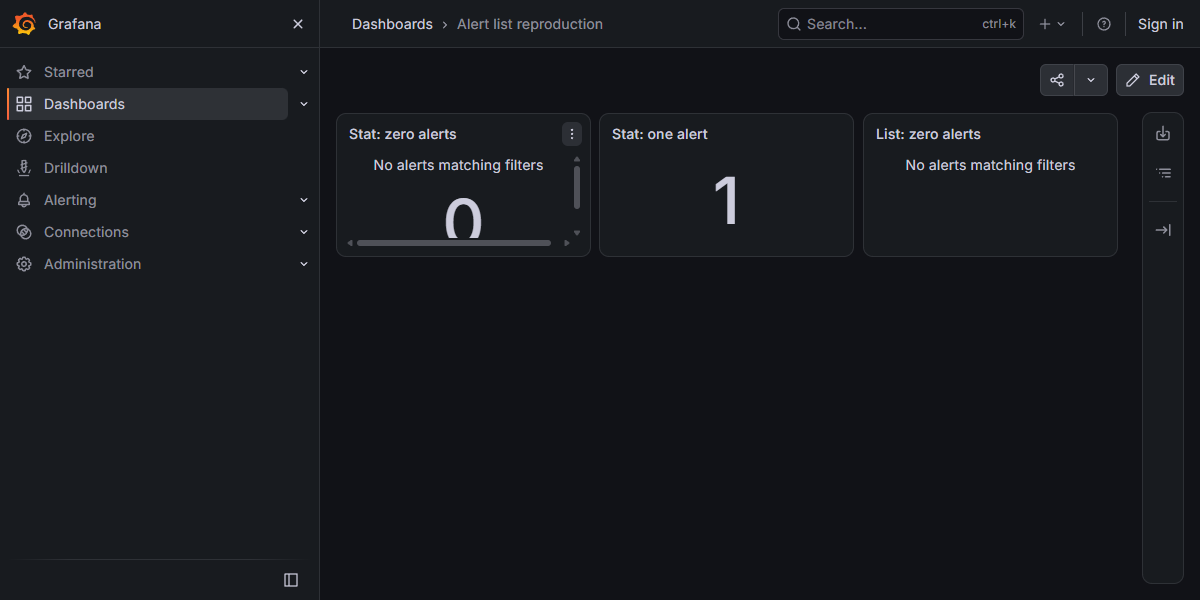 Grafana
Dashboards › Alert list reproduction
Search... ctrl+k
Sign in
Starred
Dashboards
Explore
Drilldown
Alerting
Connections
Administration
Edit
Stat: zero alerts
No alerts matching filters
0
Stat: one alert
1
List: zero alerts
No alerts matching filters